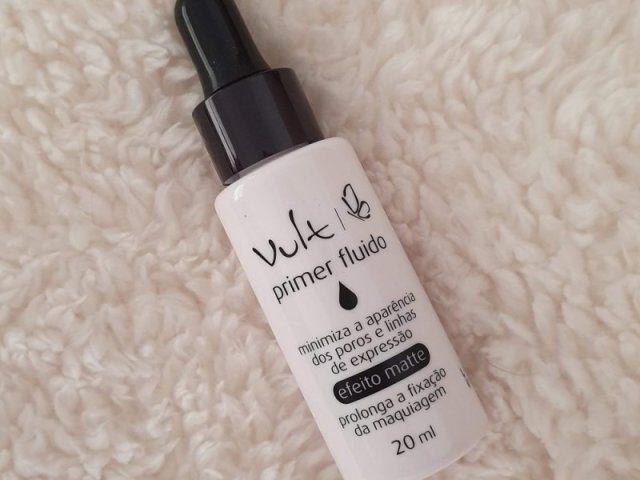 vult
primer fluido
minimiza a aparência
dos poros e linhas
de expressão
efeito matte
prolonga a fixação
da maquiagem
20 ml